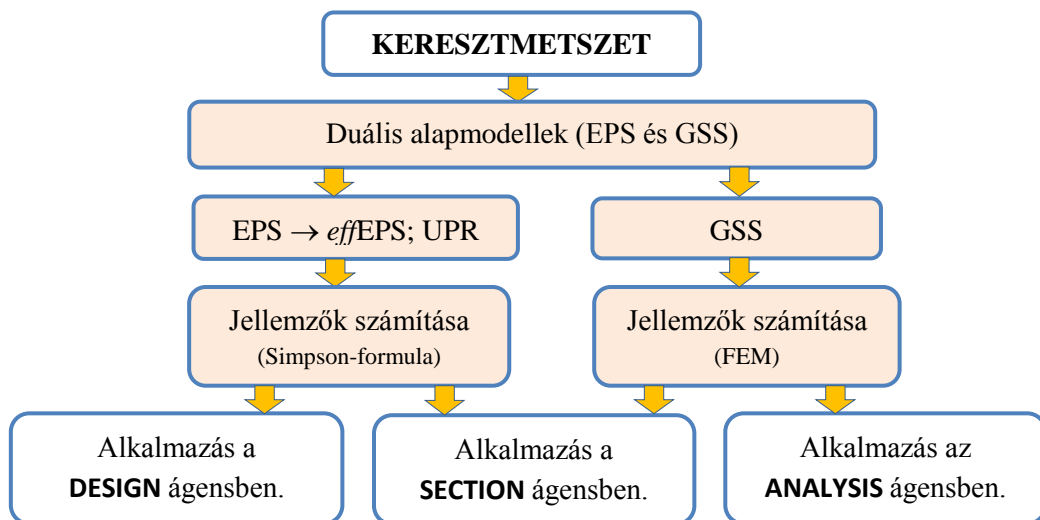 KERESZTMETSZET
Duális alapmodellek (EPS és GSS)
EPS → effEPS; UPR
GSS
Jellemzők számítása
(Simpson-formula)
Jellemzők számítása
(FEM)
Alkalmazás a
DESIGN ágensben.
Alkalmazás a
SECTION ágensben.
Alkalmazás az
ANALYSIS ágensben.